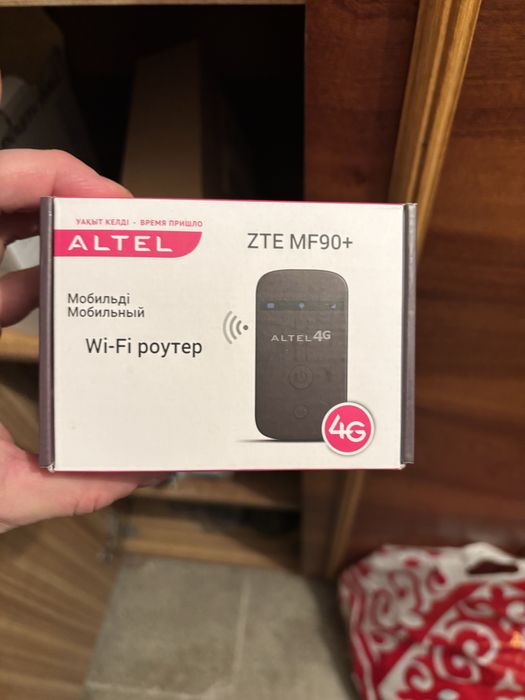 УАҚЫТ КЕЛДІ - ВРЕМЯ ПРИШЛО
ALTEL
ZTE MF90+
Мобильді
Мобильный
Wi-Fi роутер
ALTEL 4G
4G